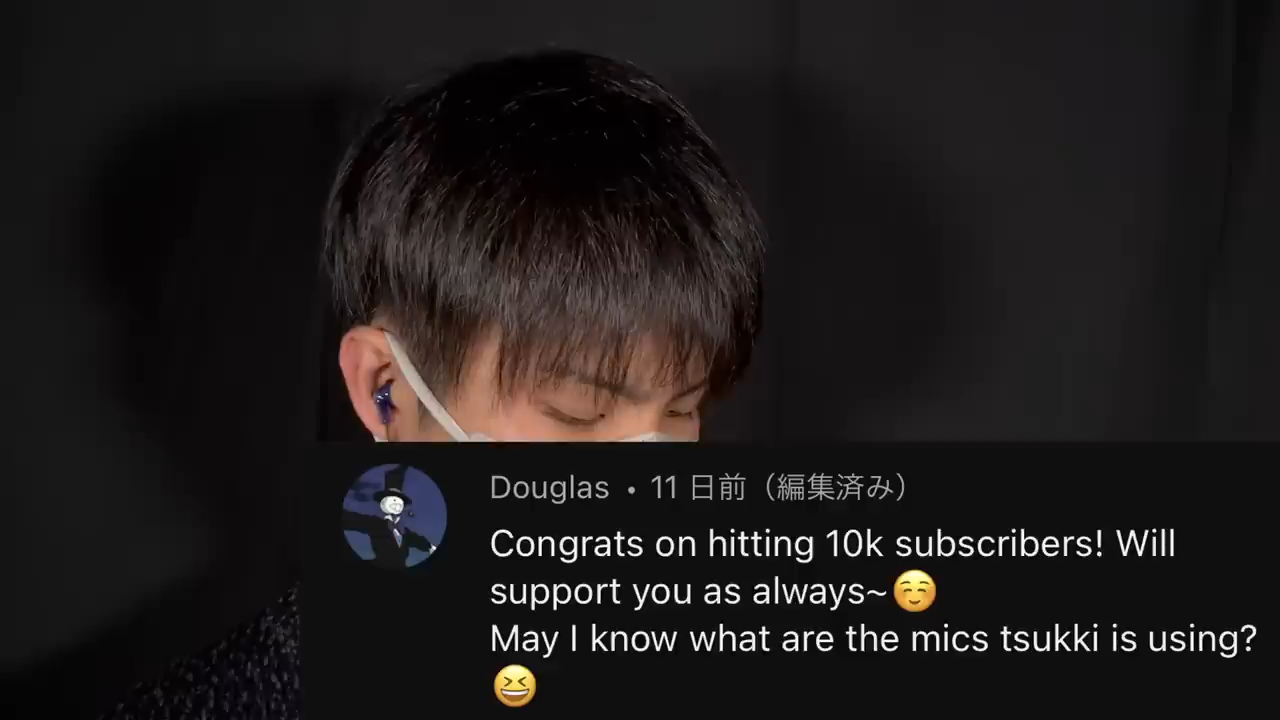 Douglas • 11 日前（編集済み）
Congrats on hitting 10k subscribers! Will
support you as always~☺️
May I know what are the mics tsukki is using?
😆